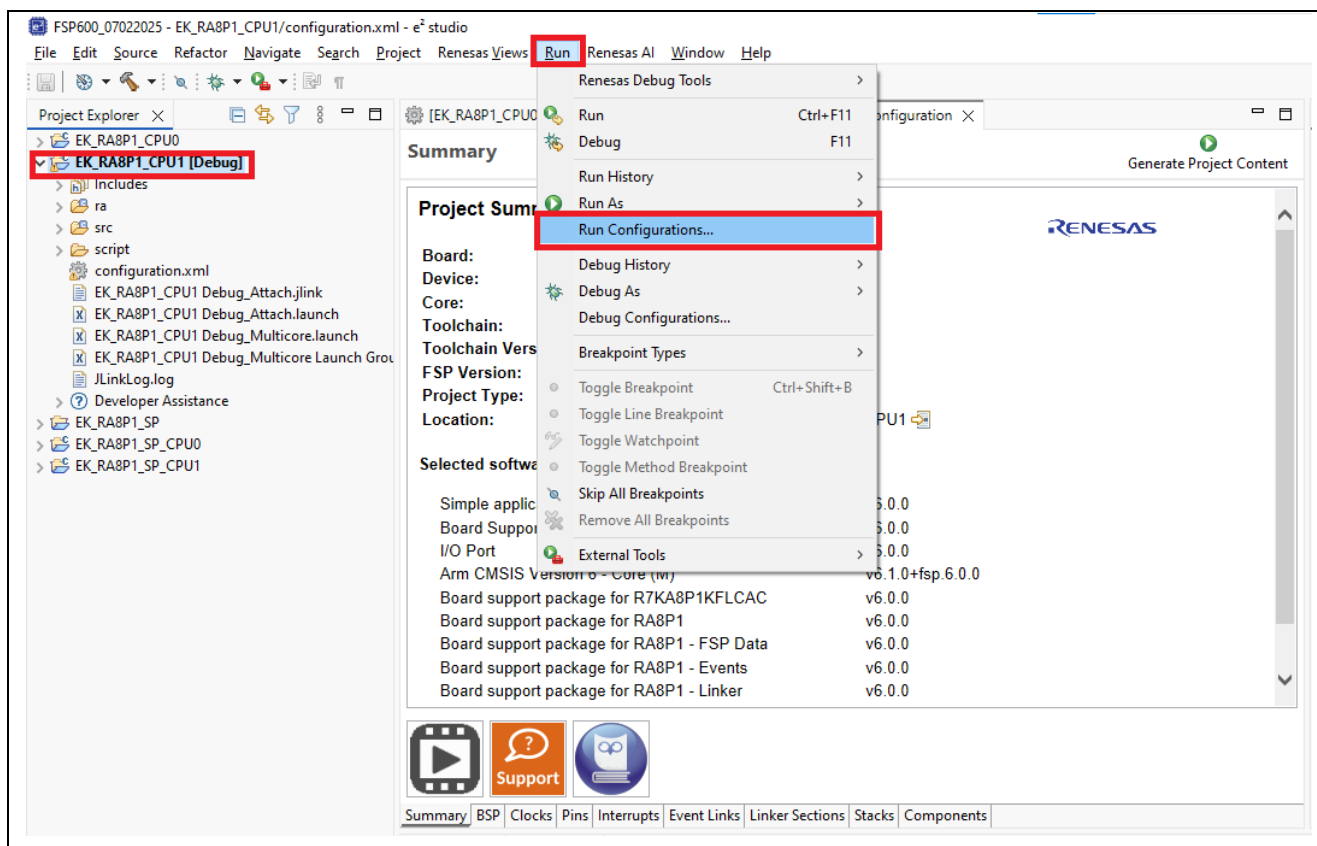 FSP600_07022025 - EK_RA8P1_CPU1/configuration.xml - e² studio
File Edit Source Refactor Navigate Search Project Renesas Views Run Renesas AI Window Help
Project Explorer
[EK_RA8P1_CPU0
nfiguration
EK_RA8P1_CPU0
EK_RA8P1_CPU1 [Debug]
Includes
ra
src
script
configuration.xml
EK_RA8P1_CPU1 Debug_Attach.jlink
EK_RA8P1_CPU1 Debug_Attach.launch
EK_RA8P1_CPU1 Debug_Multicore.launch
EK_RA8P1_CPU1 Debug_Multicore Launch Grou
JLinkLog.log
Developer Assistance
EK_RA8P1_SP
EK_RA8P1_SP_CPU0
EK_RA8P1_SP_CPU1
Renesas Debug Tools
Run Ctrl+F11
Debug F11
Run History
Run As
Run Configurations...
Debug History
Debug As
Debug Configurations...
Breakpoint Types
Toggle Breakpoint Ctrl+Shift+B
Toggle Line Breakpoint
Toggle Watchpoint
Toggle Method Breakpoint
Skip All Breakpoints
Remove All Breakpoints
External Tools
Summary
Generate Project Content
Project Sum
RENESAS
Board:
Device:
Core:
Toolchain:
Toolchain Vers
FSP Version:
Project Type:
Location: PU1
Selected softwa
Simple applic 6.0.0
Board Suppor 6.0.0
I/O Port 6.0.0
Arm CMSIS Version 6 - Core (M) v6.1.0+fsp.6.0.0
Board support package for R7KA8P1KFLCAC v6.0.0
Board support package for RA8P1 v6.0.0
Board support package for RA8P1 - FSP Data v6.0.0
Board support package for RA8P1 - Events v6.0.0
Board support package for RA8P1 - Linker v6.0.0
Support
Summary BSP Clocks Pins Interrupts Event Links Linker Sections Stacks Components